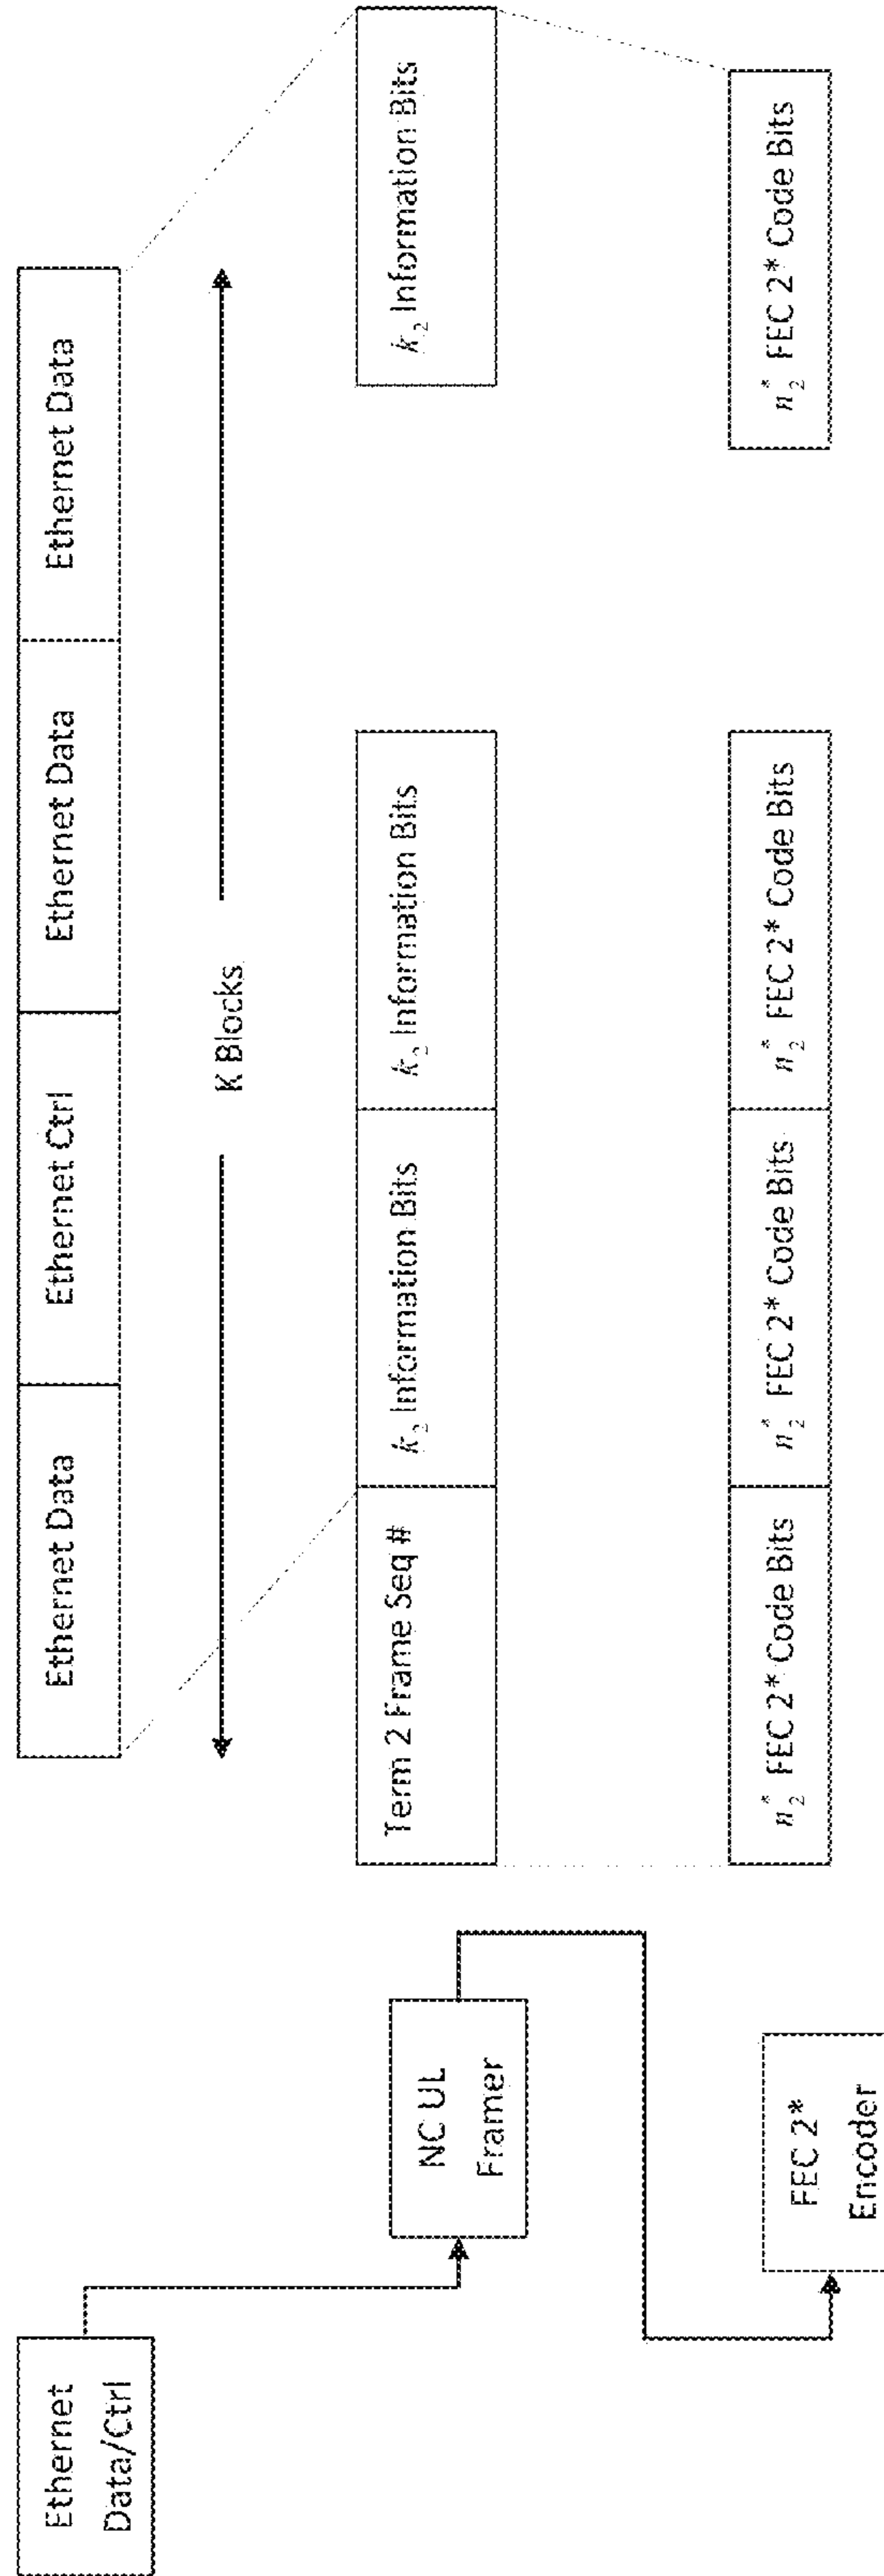 Ethernet
Data/Ctrl
Ethernet Data
Ethernet Ctrl
Ethernet Data
Ethernet Data
K Blocks
NC UL
Framer
Term 2 Frame Seq #
k₂ Information Bits
k₂ Information Bits
k₂ Information Bits
FEC 2*
Encoder
n₂* FEC 2* Code Bits
n₂* FEC 2* Code Bits
n₂* FEC 2* Code Bits
n₂* FEC 2* Code Bits